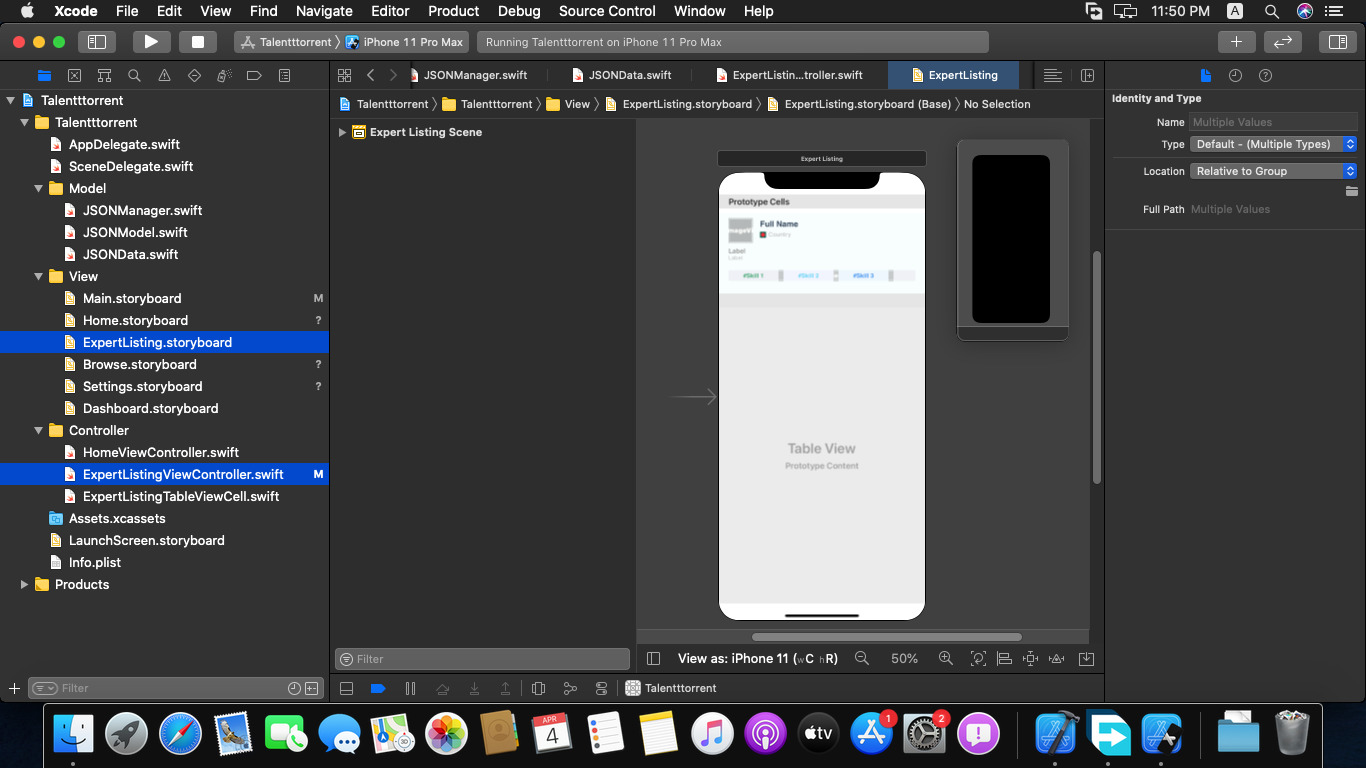 Xcode File Edit View Find Navigate Editor Product Debug Source Control Window Help 11:50 PM A
Talentttorrent iPhone 11 Pro Max Running Talentttorrent on iPhone 11 Pro Max
JSONManager.swift JSONData.swift ExpertListin...troller.swift ExpertListing
Talentttorrent Talentttorrent View ExpertListing.storyboard ExpertListing.storyboard (Base) No Selection
Talentttorrent
Talentttorrent
AppDelegate.swift
SceneDelegate.swift
Model
JSONManager.swift
JSONModel.swift
JSONData.swift
View
Main.storyboard M
Home.storyboard ?
ExpertListing.storyboard
Browse.storyboard ?
Settings.storyboard ?
Dashboard.storyboard
Controller
HomeViewController.swift
ExpertListingViewController.swift M
ExpertListingTableViewCell.swift
Assets.xcassets
LaunchScreen.storyboard
Info.plist
Products
Filter
Expert Listing Scene
Filter
Expert Listing
Prototype Cells
Full Name
Country
Label
Label
#Skill 1 #Skill 2 #Skill 3
Table View
Prototype Content
View as: iPhone 11 (wC hR) 50%
Talentttorrent
Identity and Type
Name Multiple Values
Type Default - (Multiple Types)
Location Relative to Group
Full Path Multiple Values
APR
4
3D
tv
1
2